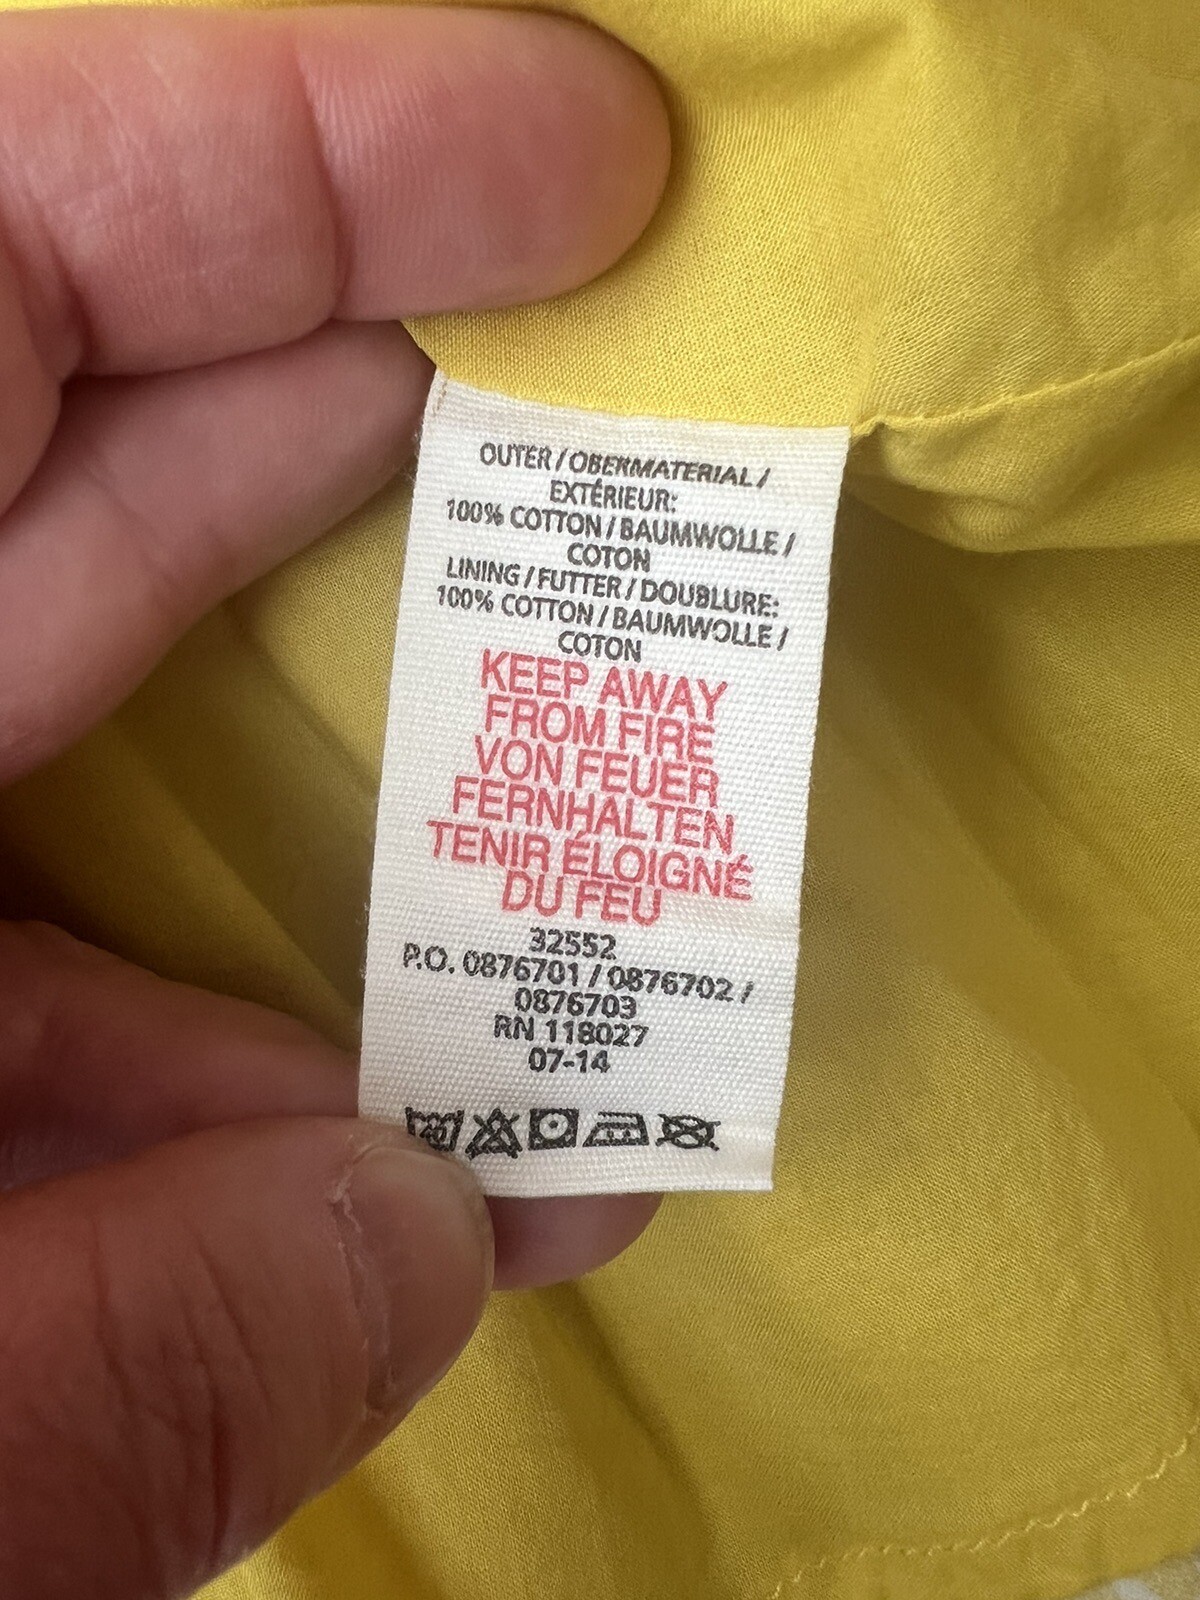 OUTER / OBERMATERIAL /
EXTÉRIEUR:
100% COTTON / BAUMWOLLE /
COTON
LINING / FUTTER / DOUBLURE:
100% COTTON / BAUMWOLLE /
COTON
KEEP AWAY
FROM FIRE
VON FEUER
FERNHALTEN
TENIR ÉLOIGNÉ
DU FEU
32552
P.O. 0876701 / 0876702 /
0876703
RN 118027
07-14